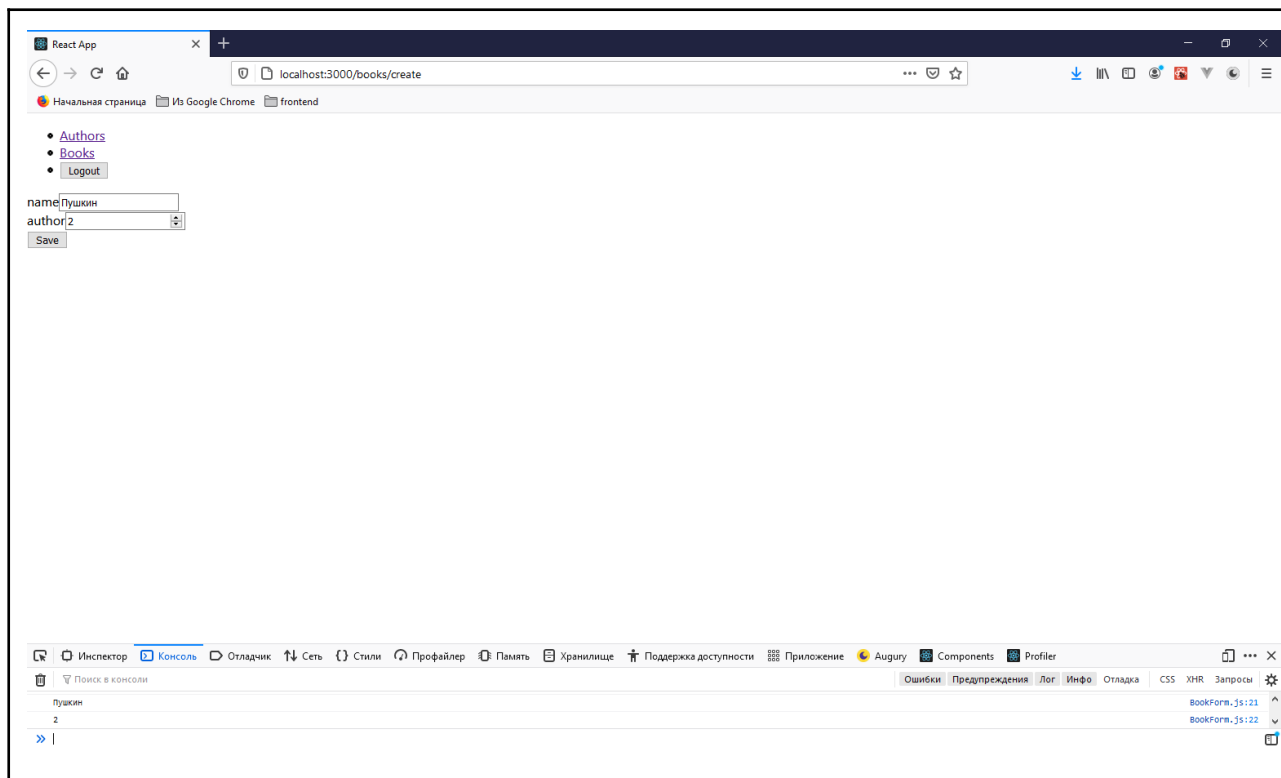 React App
localhost:3000/books/create
Начальная страница Из Google Chrome frontend
Authors
Books
Logout
name Пушкин
author 2
Save
Инспектор Консоль Отладчик Сеть Стили Профайлер Память Хранилище Поддержка доступности Приложение Augury Components Profiler
Поиск в консоли Ошибки Предупреждения Лог Инфо Отладка CSS XHR Запросы
Пушкин BookForm.js:21
2 BookForm.js:22